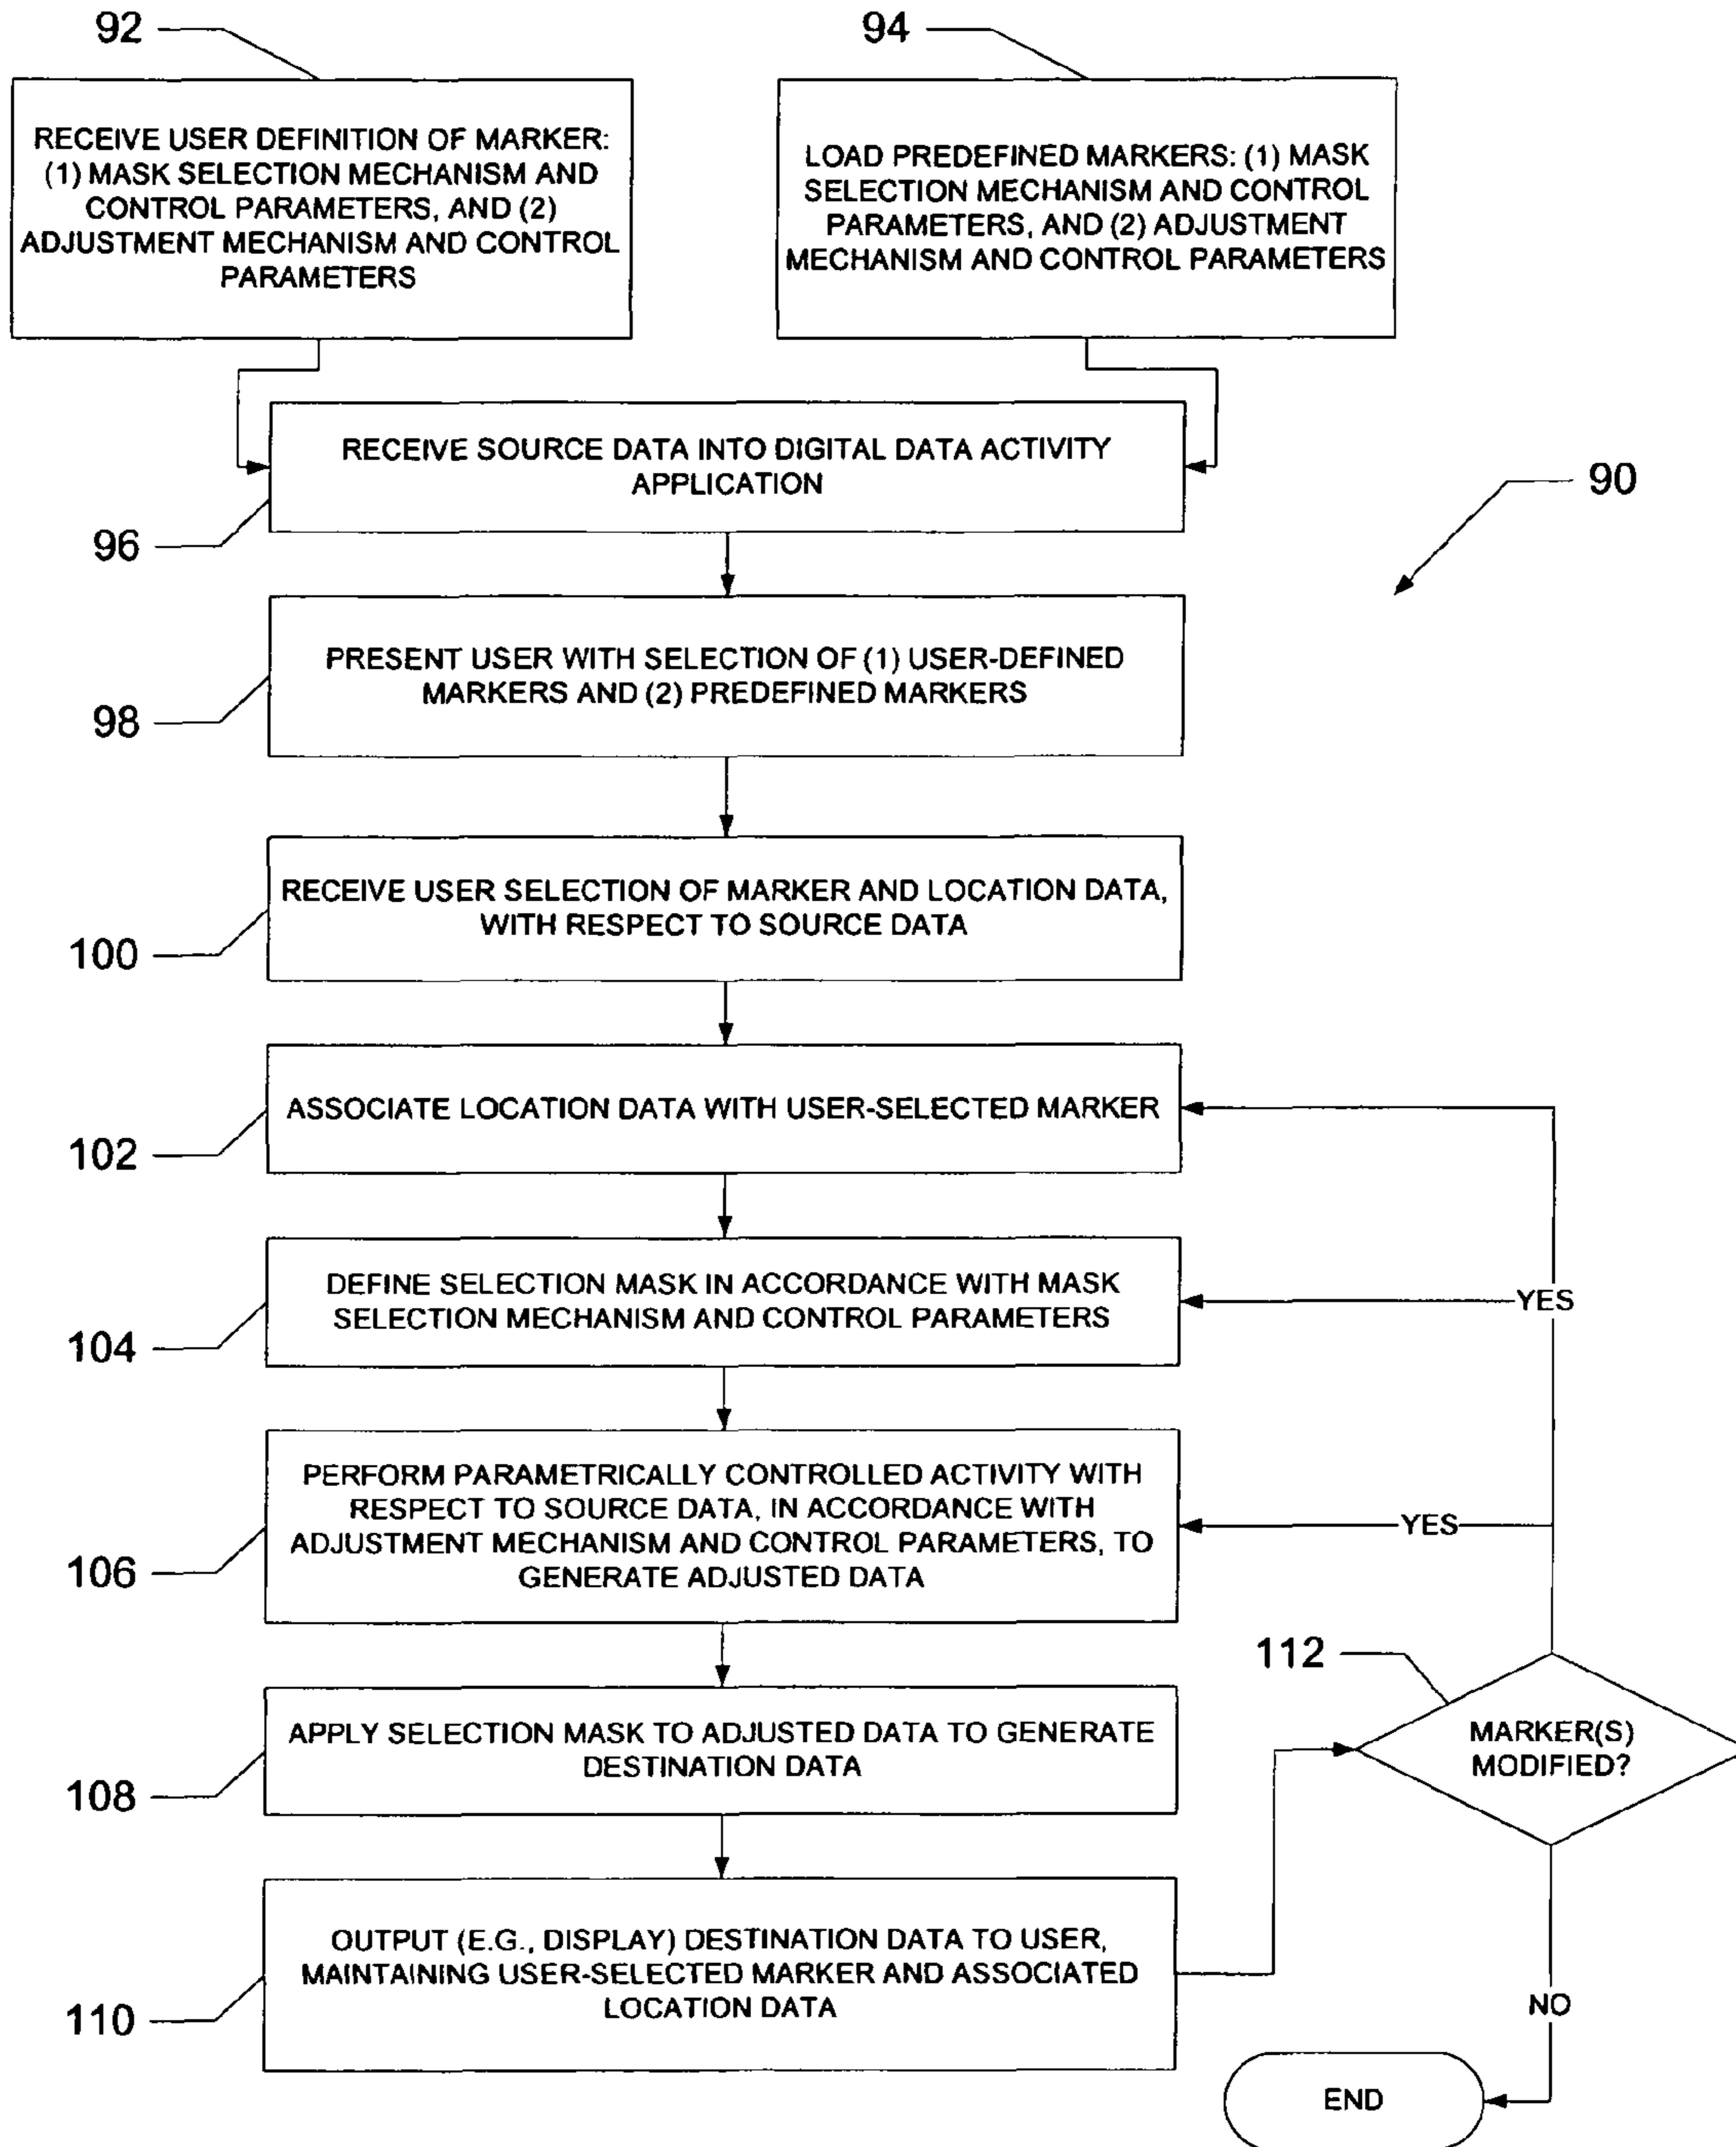 92
94
RECEIVE USER DEFINITION OF MARKER:
(1) MASK SELECTION MECHANISM AND
CONTROL PARAMETERS, AND (2)
ADJUSTMENT MECHANISM AND CONTROL
PARAMETERS
LOAD PREDEFINED MARKERS: (1) MASK
SELECTION MECHANISM AND CONTROL
PARAMETERS, AND (2) ADJUSTMENT
MECHANISM AND CONTROL PARAMETERS
RECEIVE SOURCE DATA INTO DIGITAL DATA ACTIVITY
APPLICATION
90
96
PRESENT USER WITH SELECTION OF (1) USER-DEFINED
MARKERS AND (2) PREDEFINED MARKERS
98
RECEIVE USER SELECTION OF MARKER AND LOCATION DATA,
WITH RESPECT TO SOURCE DATA
100
ASSOCIATE LOCATION DATA WITH USER-SELECTED MARKER
102
DEFINE SELECTION MASK IN ACCORDANCE WITH MASK
SELECTION MECHANISM AND CONTROL PARAMETERS
YES
104
PERFORM PARAMETRICALLY CONTROLLED ACTIVITY WITH
RESPECT TO SOURCE DATA, IN ACCORDANCE WITH
ADJUSTMENT MECHANISM AND CONTROL PARAMETERS, TO
GENERATE ADJUSTED DATA
YES
106
112
MARKER(S)
MODIFIED?
APPLY SELECTION MASK TO ADJUSTED DATA TO GENERATE
DESTINATION DATA
108
OUTPUT (E.G., DISPLAY) DESTINATION DATA TO USER,
MAINTAINING USER-SELECTED MARKER AND ASSOCIATED
LOCATION DATA
110
NO
END